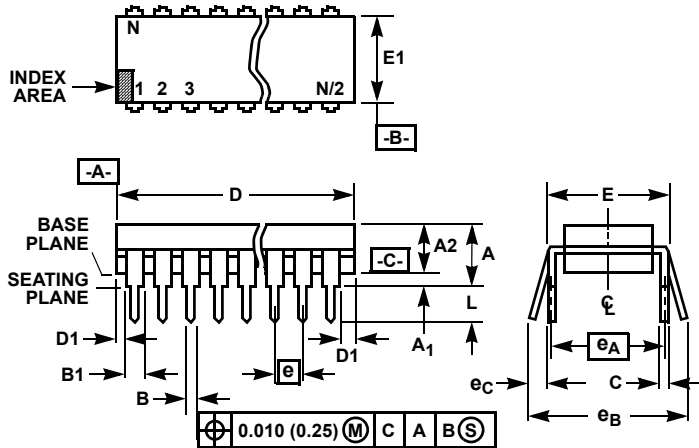 N
E1
INDEX
AREA
1 2 3 N/2
-B-
-A-
D
E
BASE
PLANE
A2
A
-C-
SEATING
PLANE
L
℄
D1
A1
D1
eA
B1
e
eC
C
B
eB
⌖ 0.010 (0.25) Ⓜ C A B Ⓢ